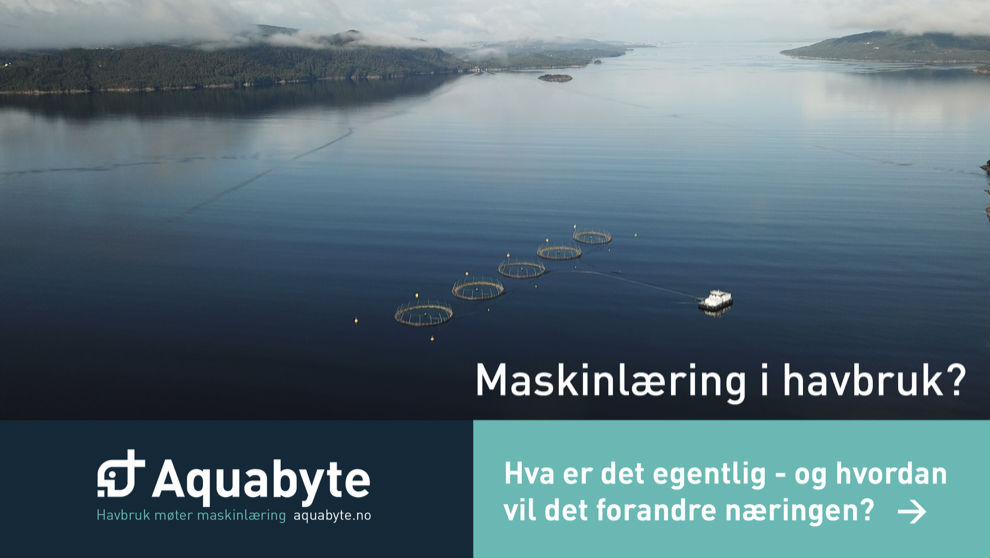 Maskinlæring i havbruk?
Aquabyte
Havbruk møter maskinlæring aquabyte.no
Hva er det egentlig - og hvordan
vil det forandre næringen? →